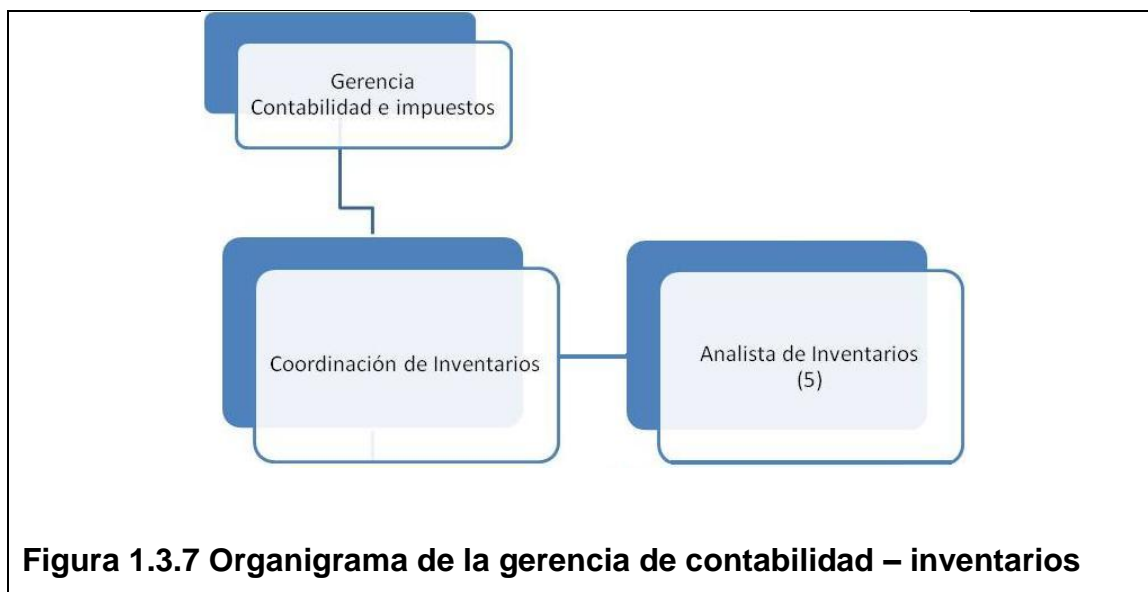 Gerencia
Contabilidad e impuestos
Coordinación de Inventarios
Analista de Inventarios
(5)
Figura 1.3.7 Organigrama de la gerencia de contabilidad – inventarios